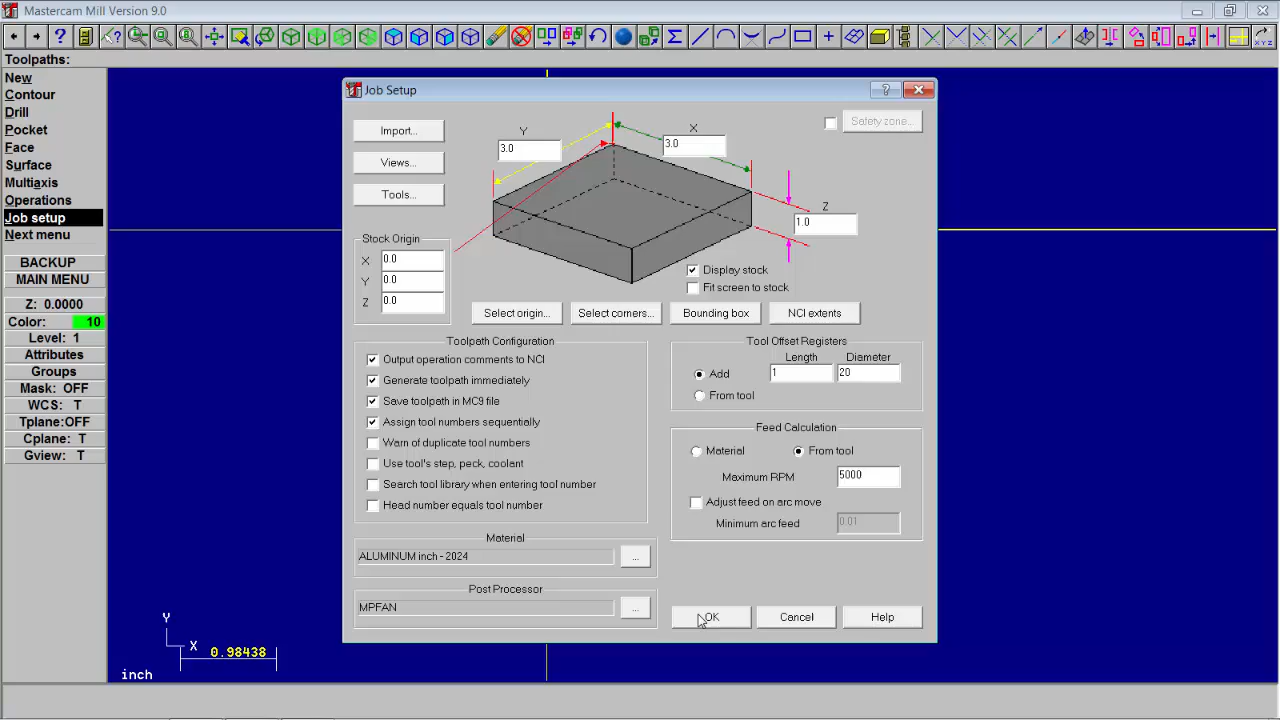 Mastercam Mill Version 9.0
Toolpaths:
New
Contour
Drill
Pocket
Face
Surface
Multiaxis
Operations
Job setup
Next menu
BACKUP
MAIN MENU
Z: 0.0000
Color: 10
Level: 1
Attributes
Groups
Mask: OFF
WCS: T
Tplane:OFF
Cplane: T
Gview: T
Job Setup
Import...
Views...
Tools...
Y
3.0
X
3.0
Safety zone...
Z
1.0
Stock Origin
X 0.0
Y 0.0
Z 0.0
Display stock
Fit screen to stock
Select origin...
Select corners...
Bounding box
NCI extents
Toolpath Configuration
Output operation comments to NCI
Generate toolpath immediately
Save toolpath in MC9 file
Assign tool numbers sequentially
Warn of duplicate tool numbers
Use tool's step, peck, coolant
Search tool library when entering tool number
Head number equals tool number
Tool Offset Registers
Length Diameter
Add 1 20
From tool
Feed Calculation
Material From tool
Maximum RPM 5000
Adjust feed on arc move
Minimum arc feed 0.01
Material
ALUMINUM inch - 2024 ...
Post Processor
MPFAN ...
OK Cancel Help
Y
X
0.98438
inch